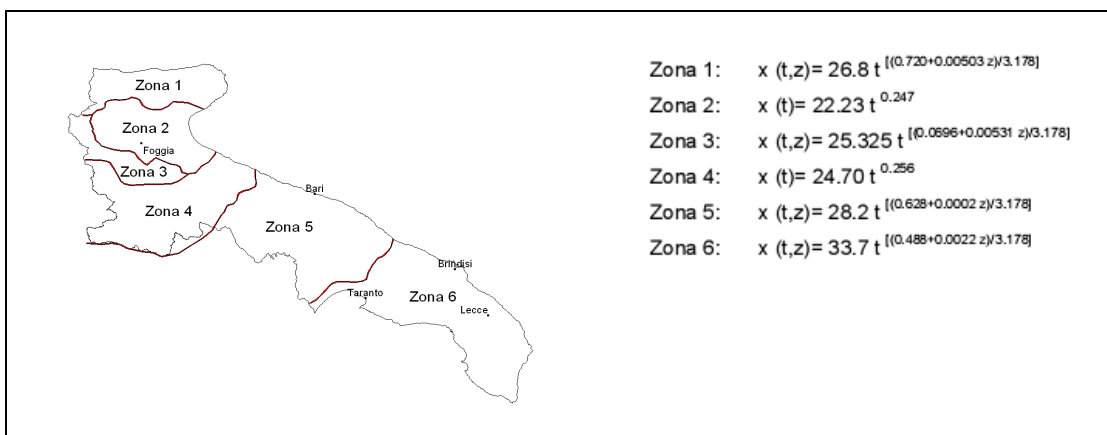 Zona 1
Zona 2
Foggia
Zona 3
Zona 4
Bari
Zona 5
Brindisi
Taranto
Zona 6
Lecce
Zona 1: x (t,z)= 26.8 t [(0.720+0.00503 z)/3.178]
Zona 2: x (t)= 22.23 t 0.247
Zona 3: x (t,z)= 25.325 t [(0.0696+0.00531 z)/3.178]
Zona 4: x (t)= 24.70 t 0.256
Zona 5: x (t,z)= 28.2 t [(0.628+0.0002 z)/3.178]
Zona 6: x (t,z)= 33.7 t [(0.488+0.0022 z)/3.178]